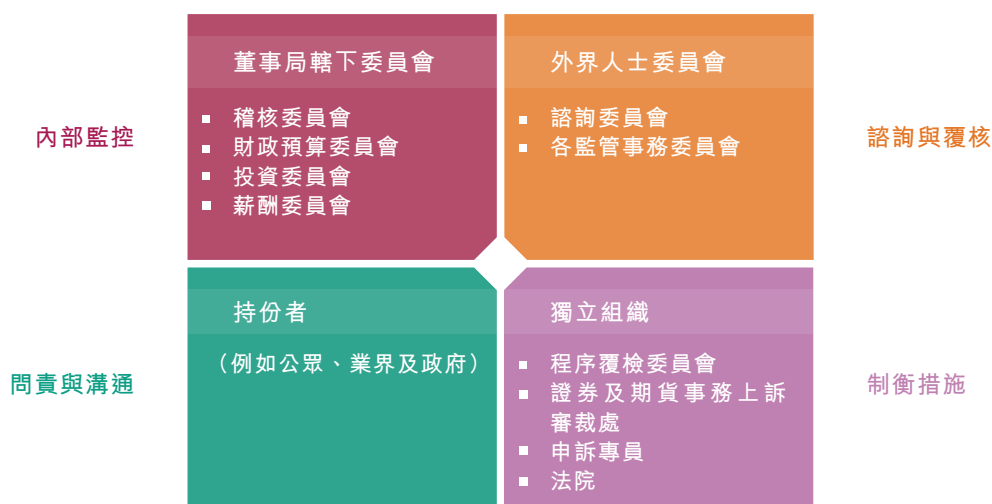 內部監控
董事局轄下委員會
稽核委員會
財政預算委員會
投資委員會
薪酬委員會
外界人士委員會
諮詢委員會
各監管事務委員會
諮詢與覆核
問責與溝通
持份者
（例如公眾、業界及政府）
獨立組織
程序覆檢委員會
證券及期貨事務上訴
審裁處
申訴專員
法院
制衡措施